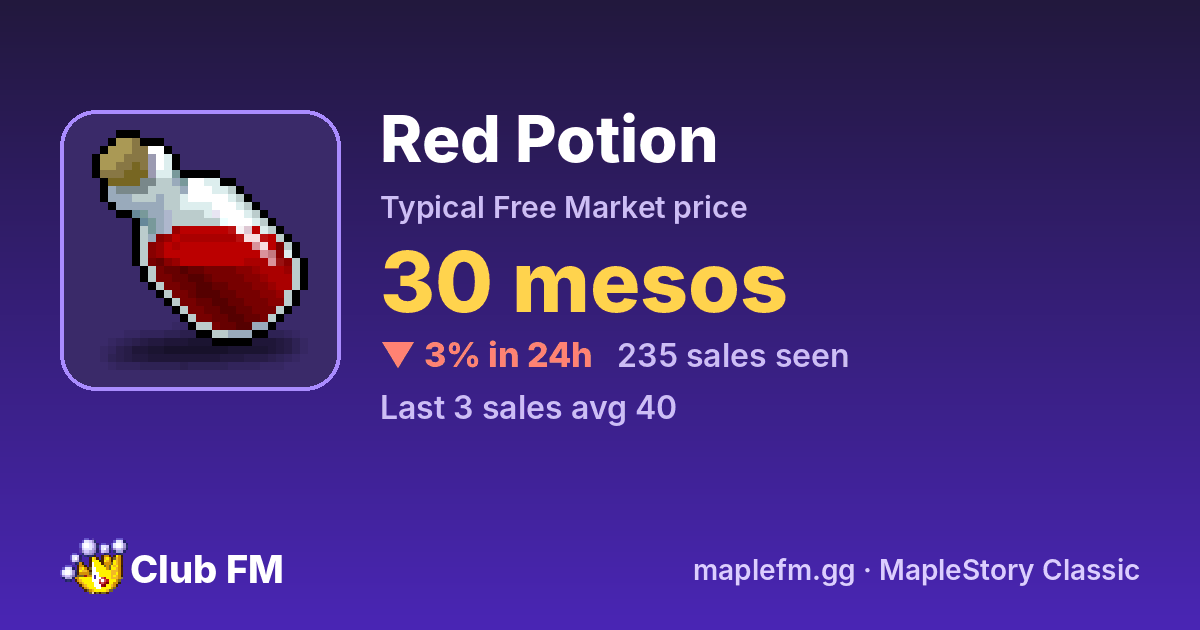 Red Potion
Typical Free Market price
30 mesos
▼ 3% in 24h 235 sales seen
Last 3 sales avg 40
Club FM
maplefm.gg · MapleStory Classic